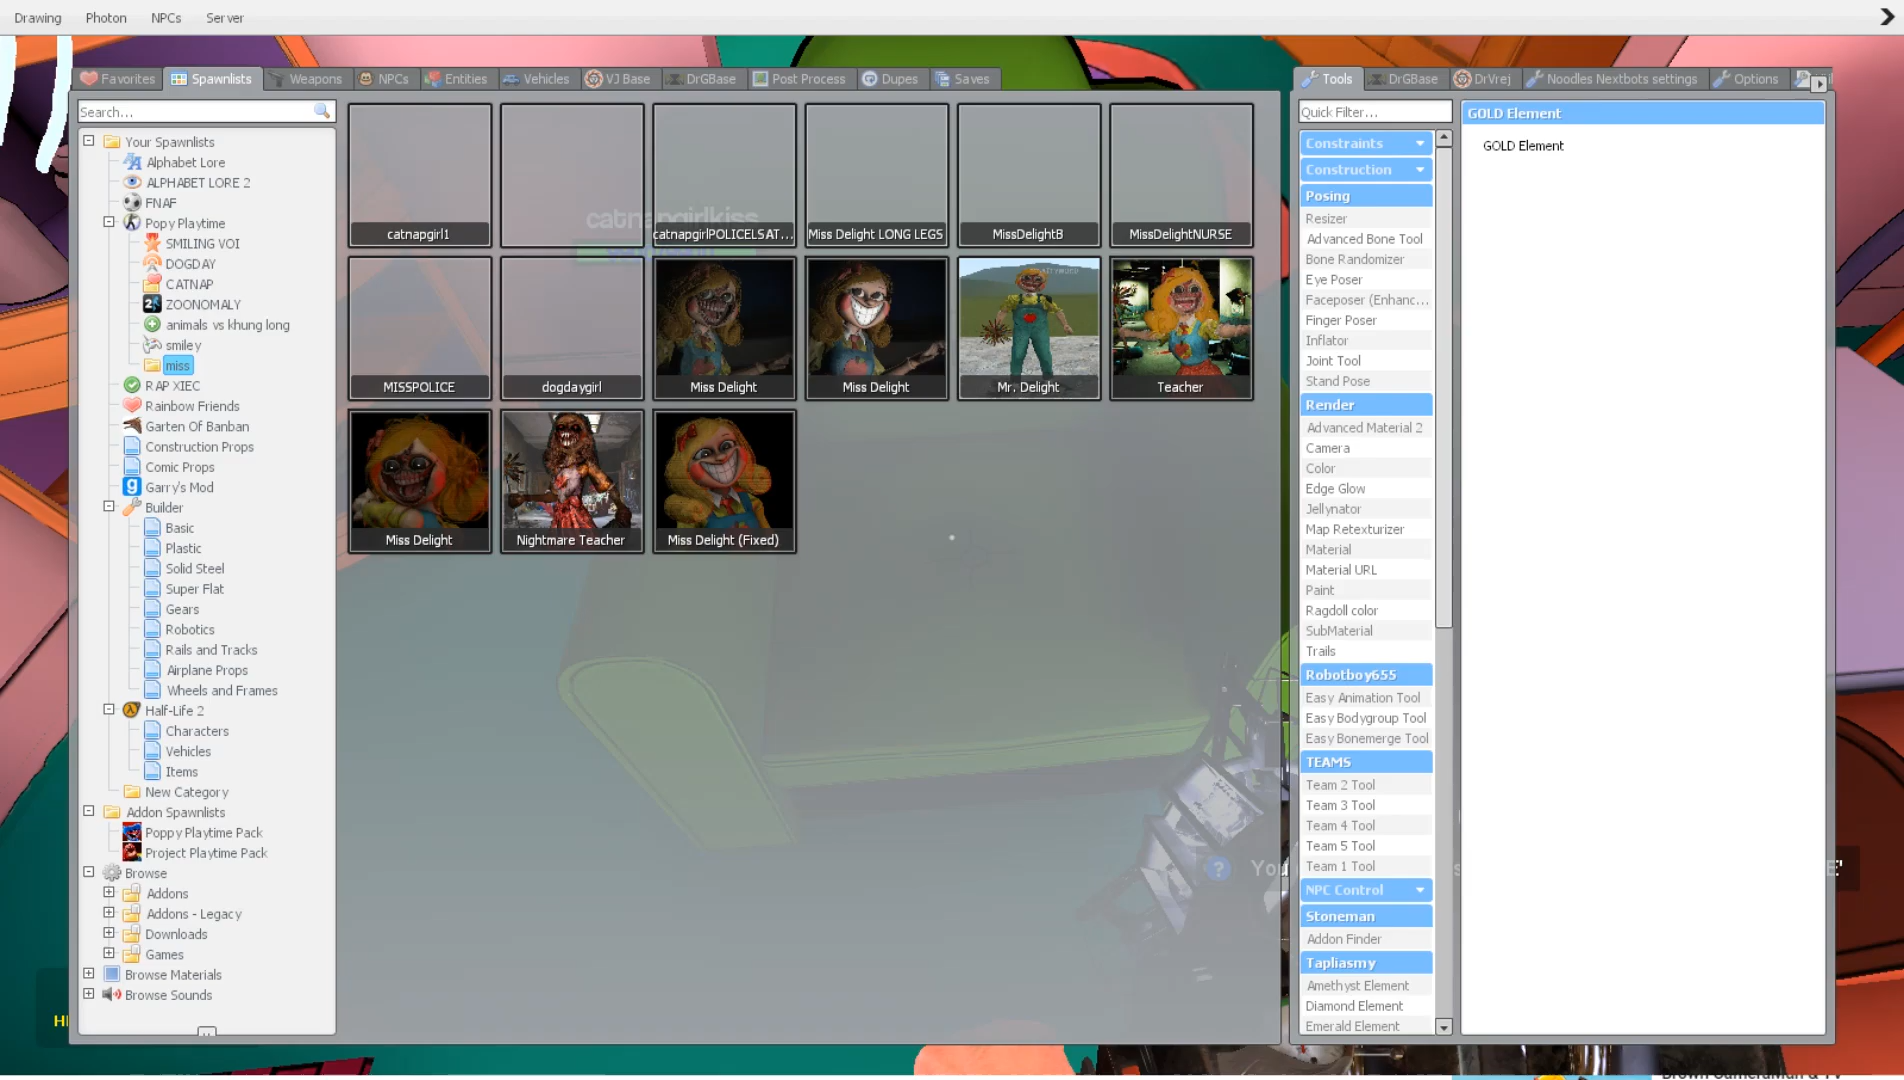 Drawing Photon NPCs Server
Favorites Spawnlists Weapons NPCs Entities Vehicles VJ Base DrGBase Post Process Dupes Saves
Search...
Your Spawnlists
Alphabet Lore
ALPHABET LORE 2
FNAF
Popy Playtime
SMILING VOI
DOGDAY
CATNAP
ZOONOMALY
animals vs khung long
smiley
miss
RAP XIEC
Rainbow Friends
Garten Of Banban
Construction Props
Comic Props
Garry's Mod
Builder
Basic
Plastic
Solid Steel
Super Flat
Gears
Robotics
Rails and Tracks
Airplane Props
Wheels and Frames
Half-Life 2
Characters
Vehicles
Items
New Category
Addon Spawnlists
Poppy Playtime Pack
Project Playtime Pack
Browse
Addons
Addons - Legacy
Downloads
Games
Browse Materials
Browse Sounds
catnapgirlkiss
catnapgirl1
catnapgirlPOLICELSAT...
Miss Delight LONG LEGS
MissDelightB
MissDelightNURSE
MISSPOLICE
dogdaygirl
Miss Delight
Miss Delight
Mr. Delight
Teacher
Miss Delight
Nightmare Teacher
Miss Delight (Fixed)
Tools DrGBase DrVrej Noodles Nextbots settings Options
Quick Filter...
Constraints
Construction
Posing
Resizer
Advanced Bone Tool
Bone Randomizer
Eye Poser
Faceposer (Enhanc...
Finger Poser
Inflator
Joint Tool
Stand Pose
Render
Advanced Material 2
Camera
Color
Edge Glow
Jellynator
Map Retexturizer
Material
Material URL
Paint
Ragdoll color
SubMaterial
Trails
Robotboy655
Easy Animation Tool
Easy Bodygroup Tool
Easy Bonemerge Tool
TEAMS
Team 2 Tool
Team 3 Tool
Team 4 Tool
Team 5 Tool
Team 1 Tool
NPC Control
Stoneman
Addon Finder
Tapliasmy
Amethyst Element
Diamond Element
Emerald Element
GOLD Element
GOLD Element